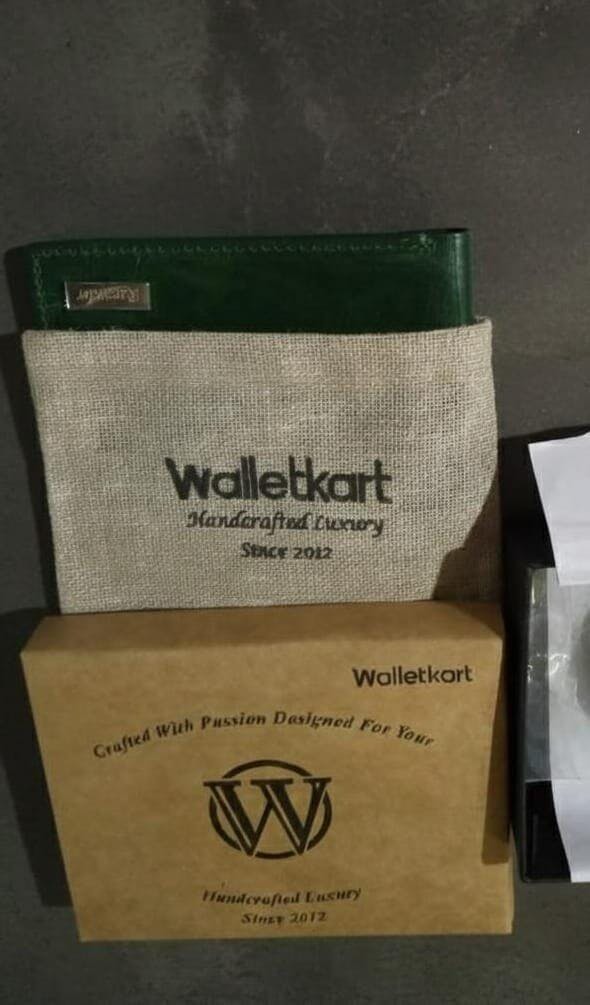 Walletkart
Handcrafted Luxury
Since 2012
Walletkart
Crafted With Passion Designed For Your
W
Handcrafted Luxury
Since 2012